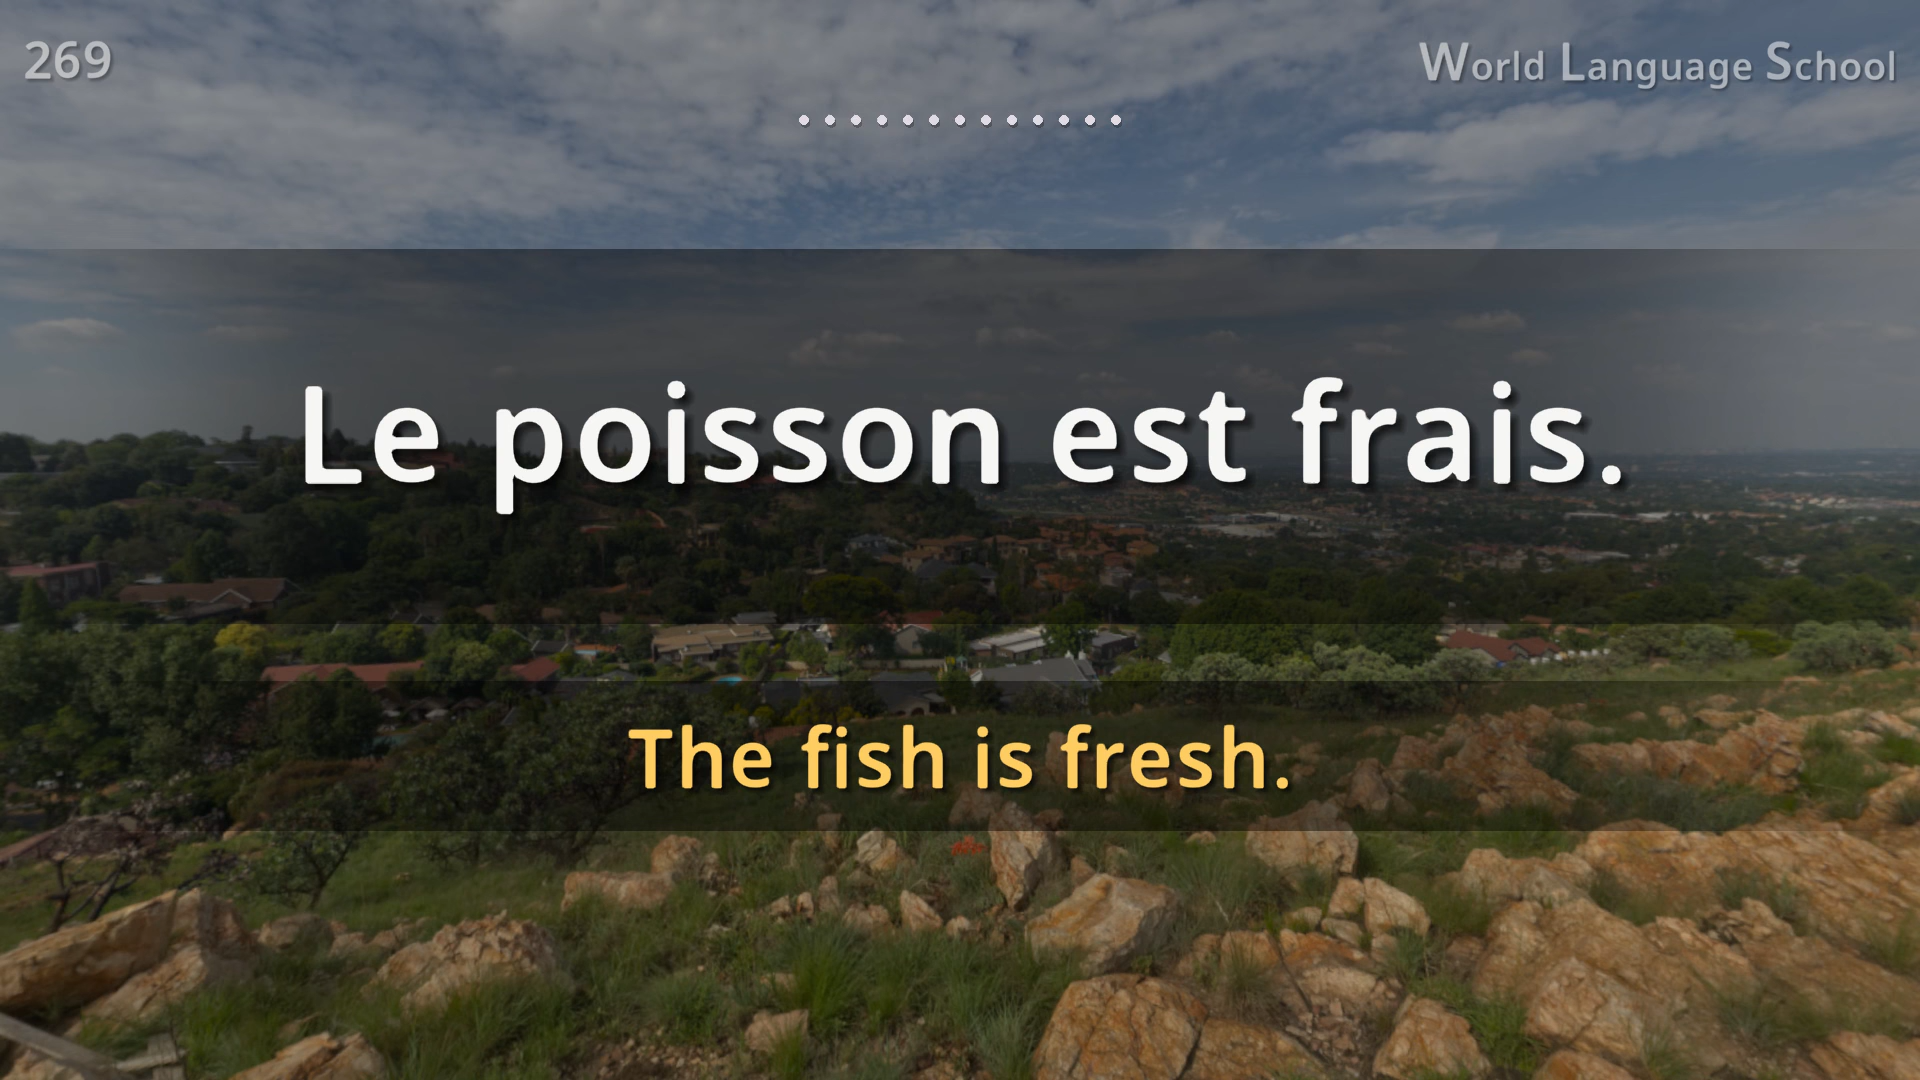 269
World Language School
Le poisson est frais.
The fish is fresh.